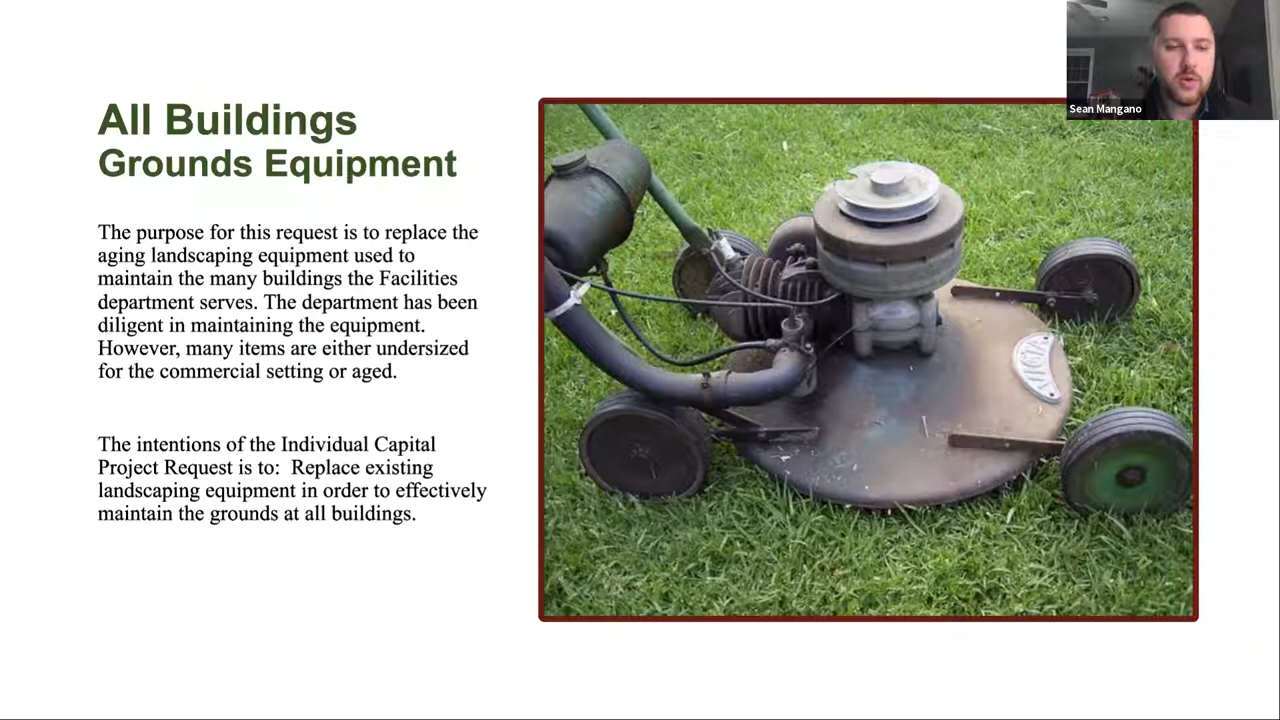 All Buildings
Grounds Equipment
The purpose for this request is to replace the
aging landscaping equipment used to
maintain the many buildings the Facilities
department serves. The department has been
diligent in maintaining the equipment.
However, many items are either undersized
for the commercial setting or aged.
The intentions of the Individual Capital
Project Request is to:  Replace existing
landscaping equipment in order to effectively
maintain the grounds at all buildings.
Sean Mangano